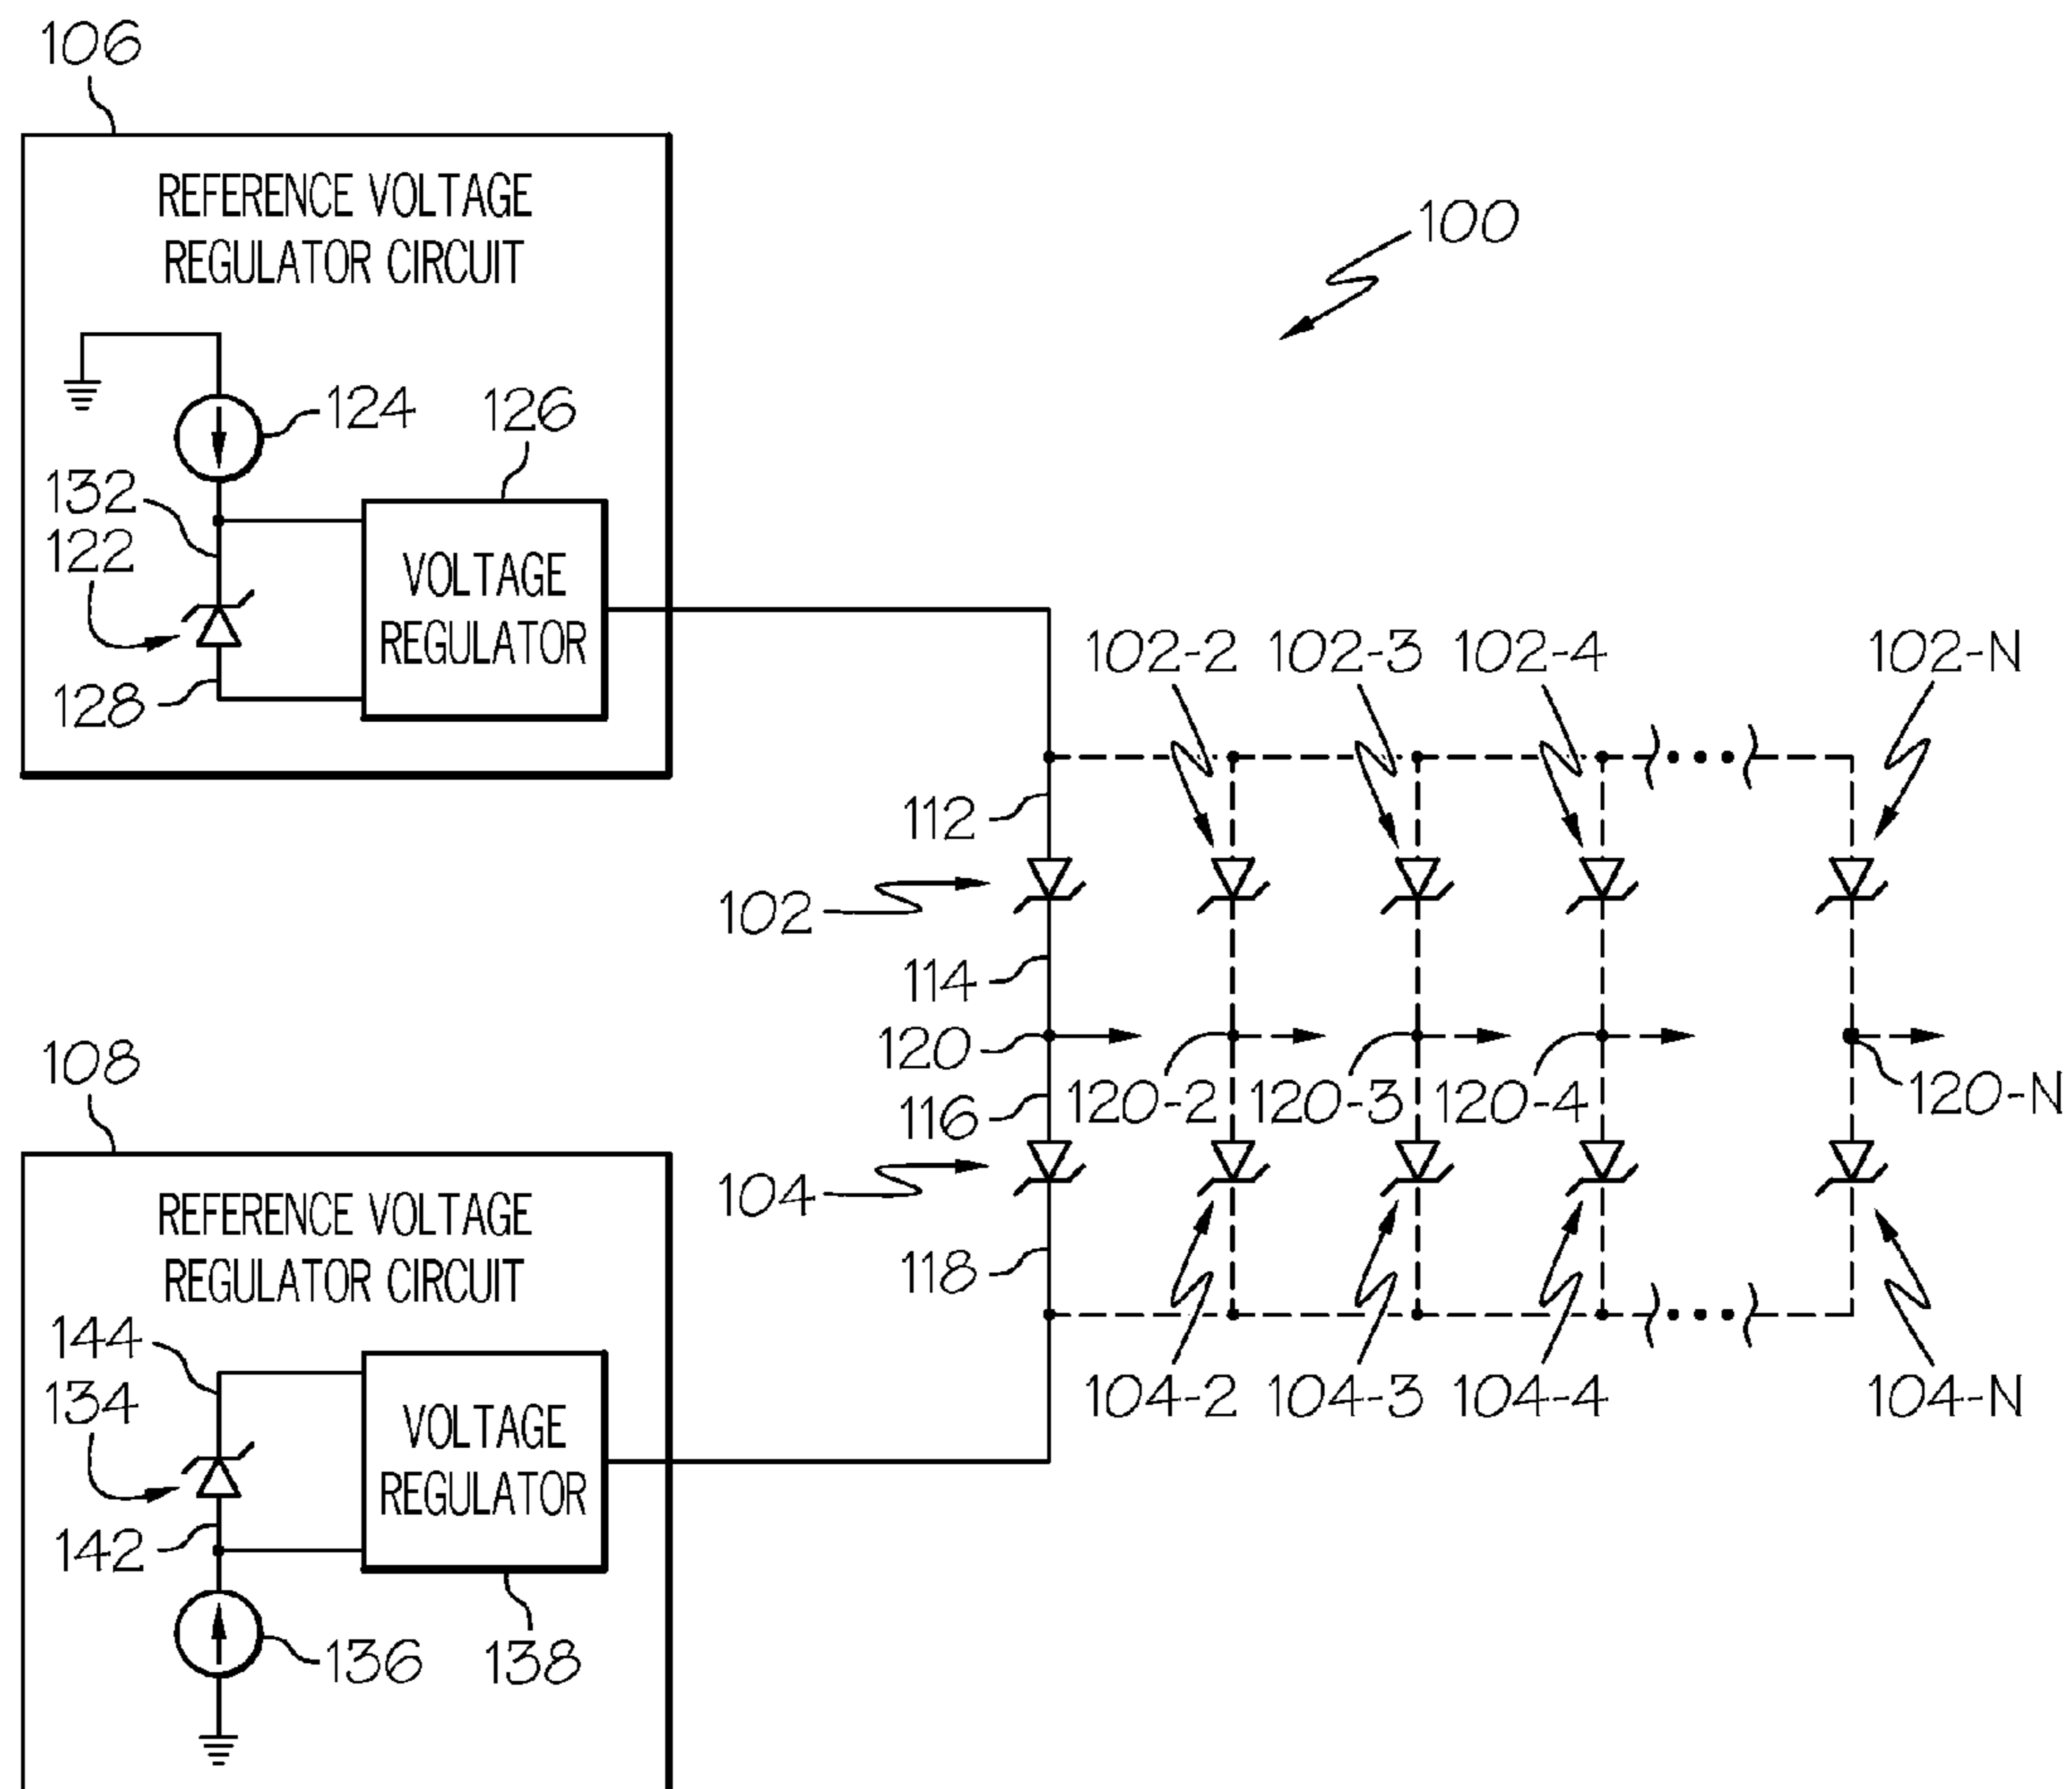 106
REFERENCE VOLTAGE
REGULATOR CIRCUIT
100
124
126
132
122
VOLTAGE
REGULATOR
128
102-2
102-3
102-4
102-N
112
102
114
120
120-2
120-3
120-4
120-N
116
104
118
108
REFERENCE VOLTAGE
REGULATOR CIRCUIT
144
134
VOLTAGE
REGULATOR
142
104-2
104-3
104-4
104-N
136
138